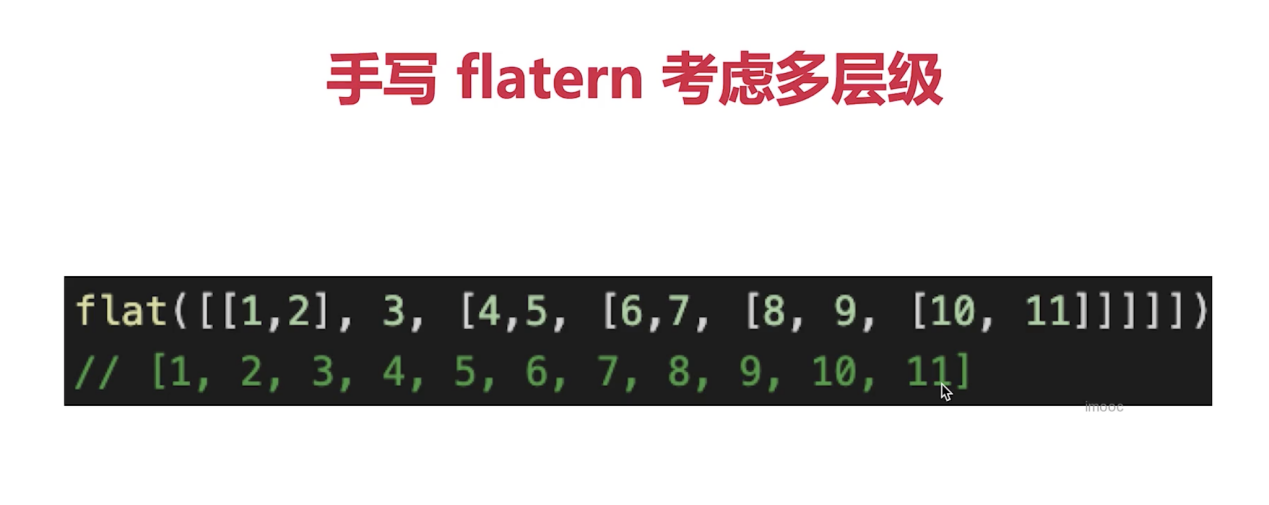 手写 flatern 考虑多层级
flat([[1,2], 3, [4,5, [6,7, [8, 9, [10, 11]]]]])
// [1, 2, 3, 4, 5, 6, 7, 8, 9, 10, 11]
imooc